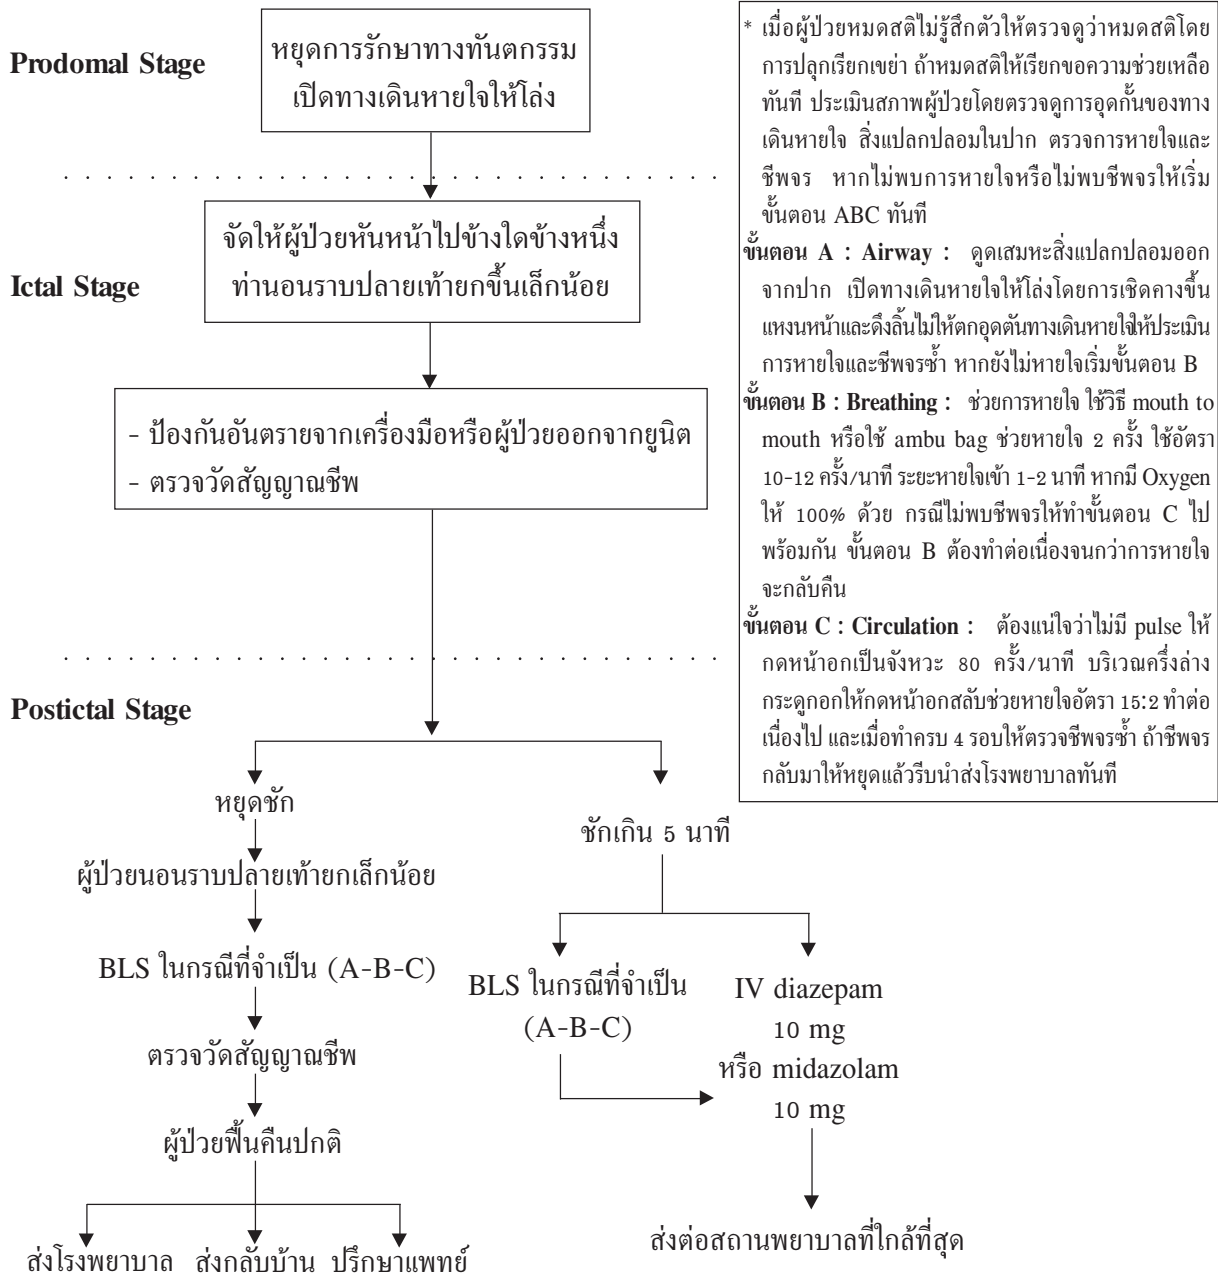 Prodomal Stage
หยุดการรักษาทางทันตกรรม
เปิดทางเดินหายใจให้โล่ง
Ictal Stage
จัดให้ผู้ป่วยหันหน้าไปข้างใดข้างหนึ่ง
ท่านอนราบปลายเท้ายกขึ้นเล็กน้อย
- ป้องกันอันตรายจากเครื่องมือหรือผู้ป่วยออกจากยูนิต
- ตรวจวัดสัญญาณชีพ
Postictal Stage
หยุดชัก
ผู้ป่วยนอนราบปลายเท้ายกเล็กน้อย
BLS ในกรณีที่จำเป็น (A-B-C)
ตรวจวัดสัญญาณชีพ
ผู้ป่วยฟื้นคืนปกติ
ส่งโรงพยาบาล ส่งกลับบ้าน ปรึกษาแพทย์
ชักเกิน 5 นาที
BLS ในกรณีที่จำเป็น
(A-B-C)
IV diazepam
10 mg
หรือ midazolam
10 mg
ส่งต่อสถานพยาบาลที่ใกล้ที่สุด
* เมื่อผู้ป่วยหมดสติไม่รู้สึกตัวให้ตรวจดูว่าหมดสติโดย
การปลุกเรียกเขย่า ถ้าหมดสติให้เรียกขอความช่วยเหลือ
ทันที ประเมินสภาพผู้ป่วยโดยตรวจดูการอุดกั้นของทาง
เดินหายใจ สิ่งแปลกปลอมในปาก ตรวจการหายใจและ
ชีพจร หากไม่พบการหายใจหรือไม่พบชีพจรให้เริ่ม
ขั้นตอน ABC ทันที
ขั้นตอน A : Airway : ดูดเสมหะสิ่งแปลกปลอมออก
จากปาก เปิดทางเดินหายใจให้โล่งโดยการเชิดคางขึ้น
แหงนหน้าและดึงลิ้นไม่ให้ตกอุดตันทางเดินหายใจให้ประเมิน
การหายใจและชีพจรซ้ำ หากยังไม่หายใจเริ่มขั้นตอน B
ขั้นตอน B : Breathing : ช่วยการหายใจ ใช้วิธี mouth to
mouth หรือใช้ ambu bag ช่วยหายใจ 2 ครั้ง ใช้อัตรา
10-12 ครั้ง/นาที ระยะหายใจเข้า 1-2 นาที หากมี Oxygen
ให้ 100% ด้วย กรณีไม่พบชีพจรให้ทำขั้นตอน C ไป
พร้อมกัน ขั้นตอน B ต้องทำต่อเนื่องจนกว่าการหายใจ
จะกลับคืน
ขั้นตอน C : Circulation : ต้องแน่ใจว่าไม่มี pulse ให้
กดหน้าอกเป็นจังหวะ 80 ครั้ง/นาที บริเวณครึ่งล่าง
กระดูกอกให้กดหน้าอกสลับช่วยหายใจอัตรา 15:2 ทำต่อ
เนื่องไป และเมื่อทำครบ 4 รอบให้ตรวจชีพจรซ้ำ ถ้าชีพจร
กลับมาให้หยุดแล้วรีบนำส่งโรงพยาบาลทันที